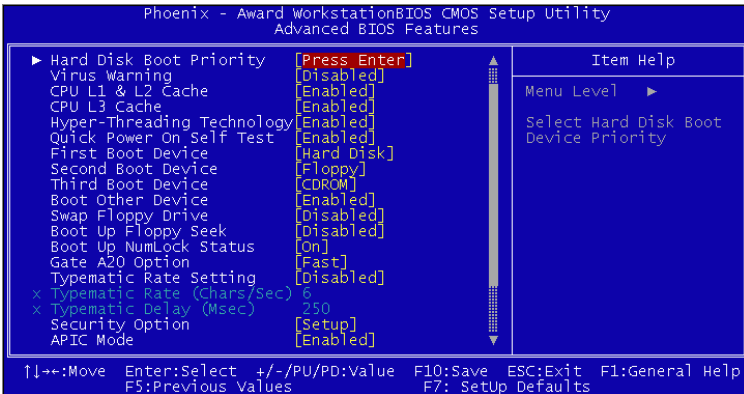 Phoenix - Award WorkstationBIOS CMOS Setup Utility
Advanced BIOS Features
▶ Hard Disk Boot Priority [Press Enter]
Virus Warning [Disabled]
CPU L1 & L2 Cache [Enabled]
CPU L3 Cache [Enabled]
Hyper-Threading Technology[Enabled]
Quick Power On Self Test [Enabled]
First Boot Device [Hard Disk]
Second Boot Device [Floppy]
Third Boot Device [CDROM]
Boot Other Device [Enabled]
Swap Floppy Drive [Disabled]
Boot Up Floppy Seek [Disabled]
Boot Up NumLock Status [On]
Gate A20 Option [Fast]
Typematic Rate Setting [Disabled]
x Typematic Rate (Chars/Sec) 6
x Typematic Delay (Msec) 250
Security Option [Setup]
APIC Mode [Enabled]
Item Help
Menu Level ▶
Select Hard Disk Boot
Device Priority
↑↓→←:Move Enter:Select +/-/PU/PD:Value F10:Save ESC:Exit F1:General Help
F5:Previous Values F7: SetUp Defaults